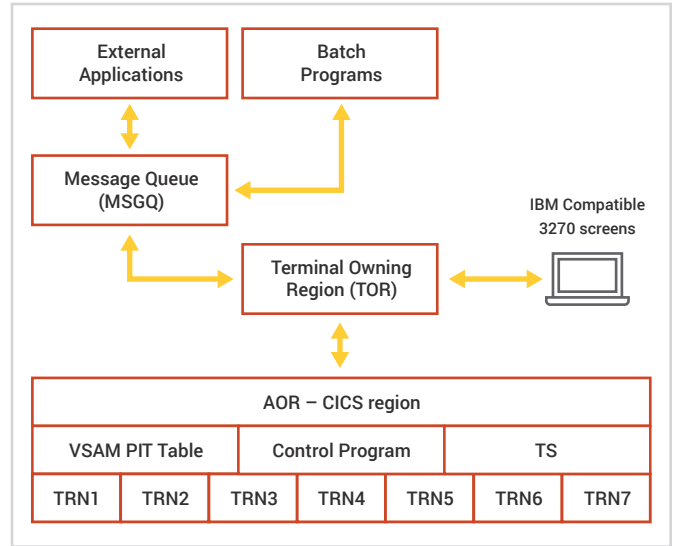 External
Applications
Batch
Programs
Message Queue
(MSGQ)
IBM Compatible
3270 screens
Terminal Owning
Region (TOR)
AOR – CICS region
VSAM PIT Table
Control Program
TS
TRN1
TRN2
TRN3
TRN4
TRN5
TRN6
TRN7